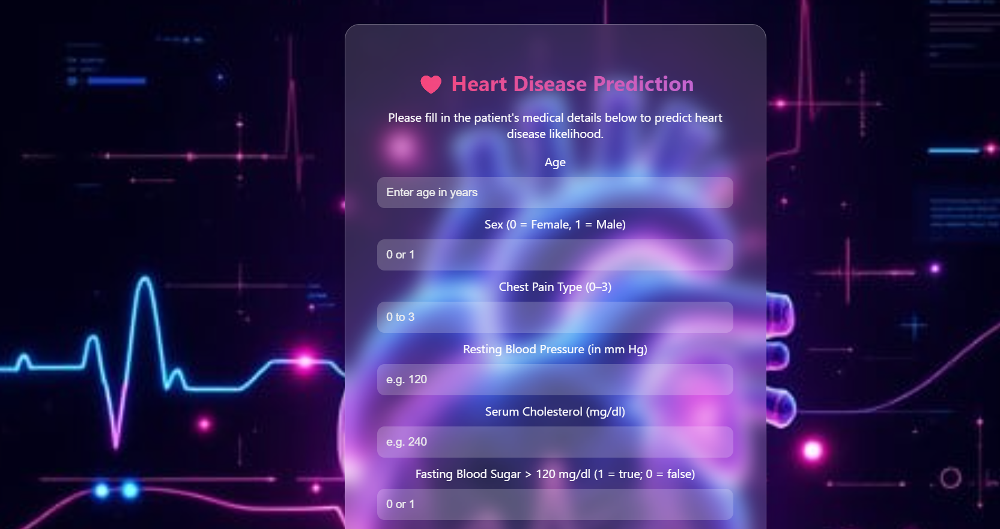 Heart Disease Prediction
Please fill in the patient's medical details below to predict heart
disease likelihood.
Age
Enter age in years
Sex (0 = Female, 1 = Male)
0 or 1
Chest Pain Type (0–3)
0 to 3
Resting Blood Pressure (in mm Hg)
e.g. 120
Serum Cholesterol (mg/dl)
e.g. 240
Fasting Blood Sugar > 120 mg/dl (1 = true; 0 = false)
0 or 1